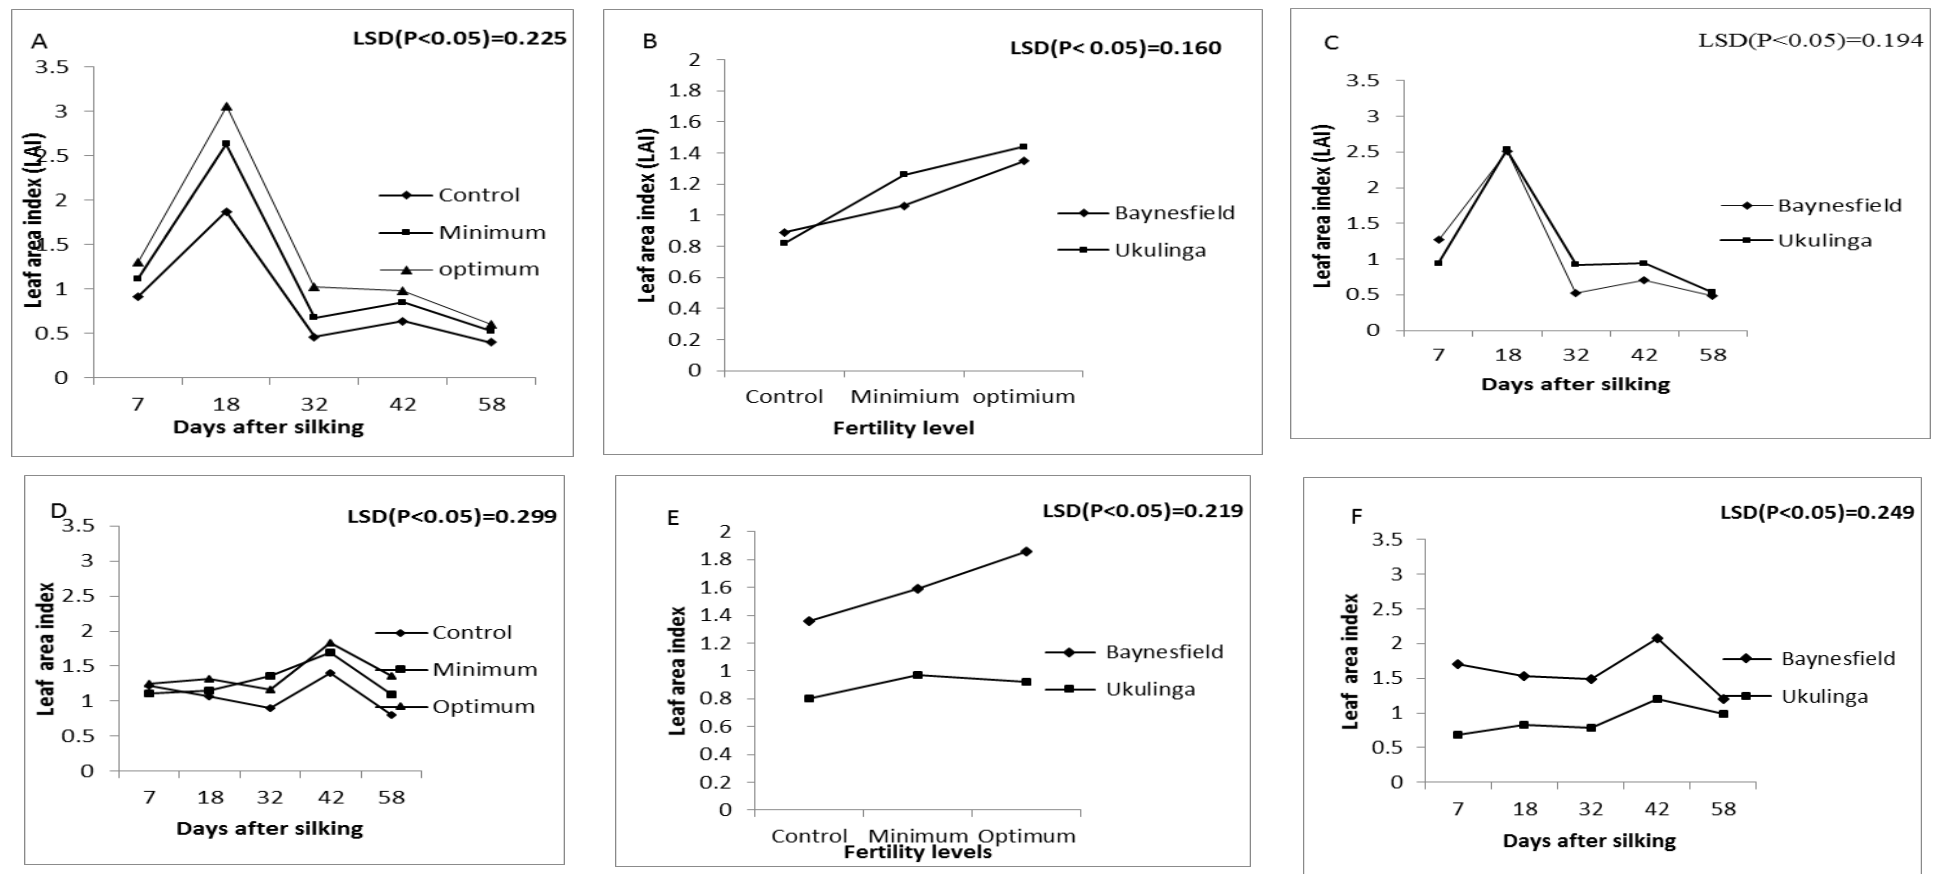 A
LSD(P<0.05)=0.225
3.5
3
2.5
2
1.5
1
0.5
0
Leaf area index (LAI)
Control
Minimum
optimum
7 18 32 42 58
Days after silking
B
LSD(P< 0.05)=0.160
2
1.8
1.6
1.4
1.2
1
0.8
0.6
0.4
0.2
0
Leaf area index (LAI)
Baynesfield
Ukulinga
Control Minimium optimium
Fertility level
C
LSD(P<0.05)=0.194
3.5
3
2.5
2
1.5
1
0.5
0
Leaf area index (LAI)
Baynesfield
Ukulinga
7 18 32 42 58
Days after silking
D
LSD(P<0.05)=0.299
3.5
3
2.5
2
1.5
1
0.5
0
Leaf area index
Control
Minimum
Optimum
7 18 32 42 58
Days after silking
E
LSD(P<0.05)=0.219
2
1.8
1.6
1.4
1.2
1
0.8
0.6
0.4
0.2
0
Leaf area index
Baynesfield
Ukulinga
Control Minimum Optimum
Fertility levels
F
LSD(P<0.05)=0.249
3.5
3
2.5
2
1.5
1
0.5
0
Leaf area index
Baynesfield
Ukulinga
7 18 32 42 58
Days after silking